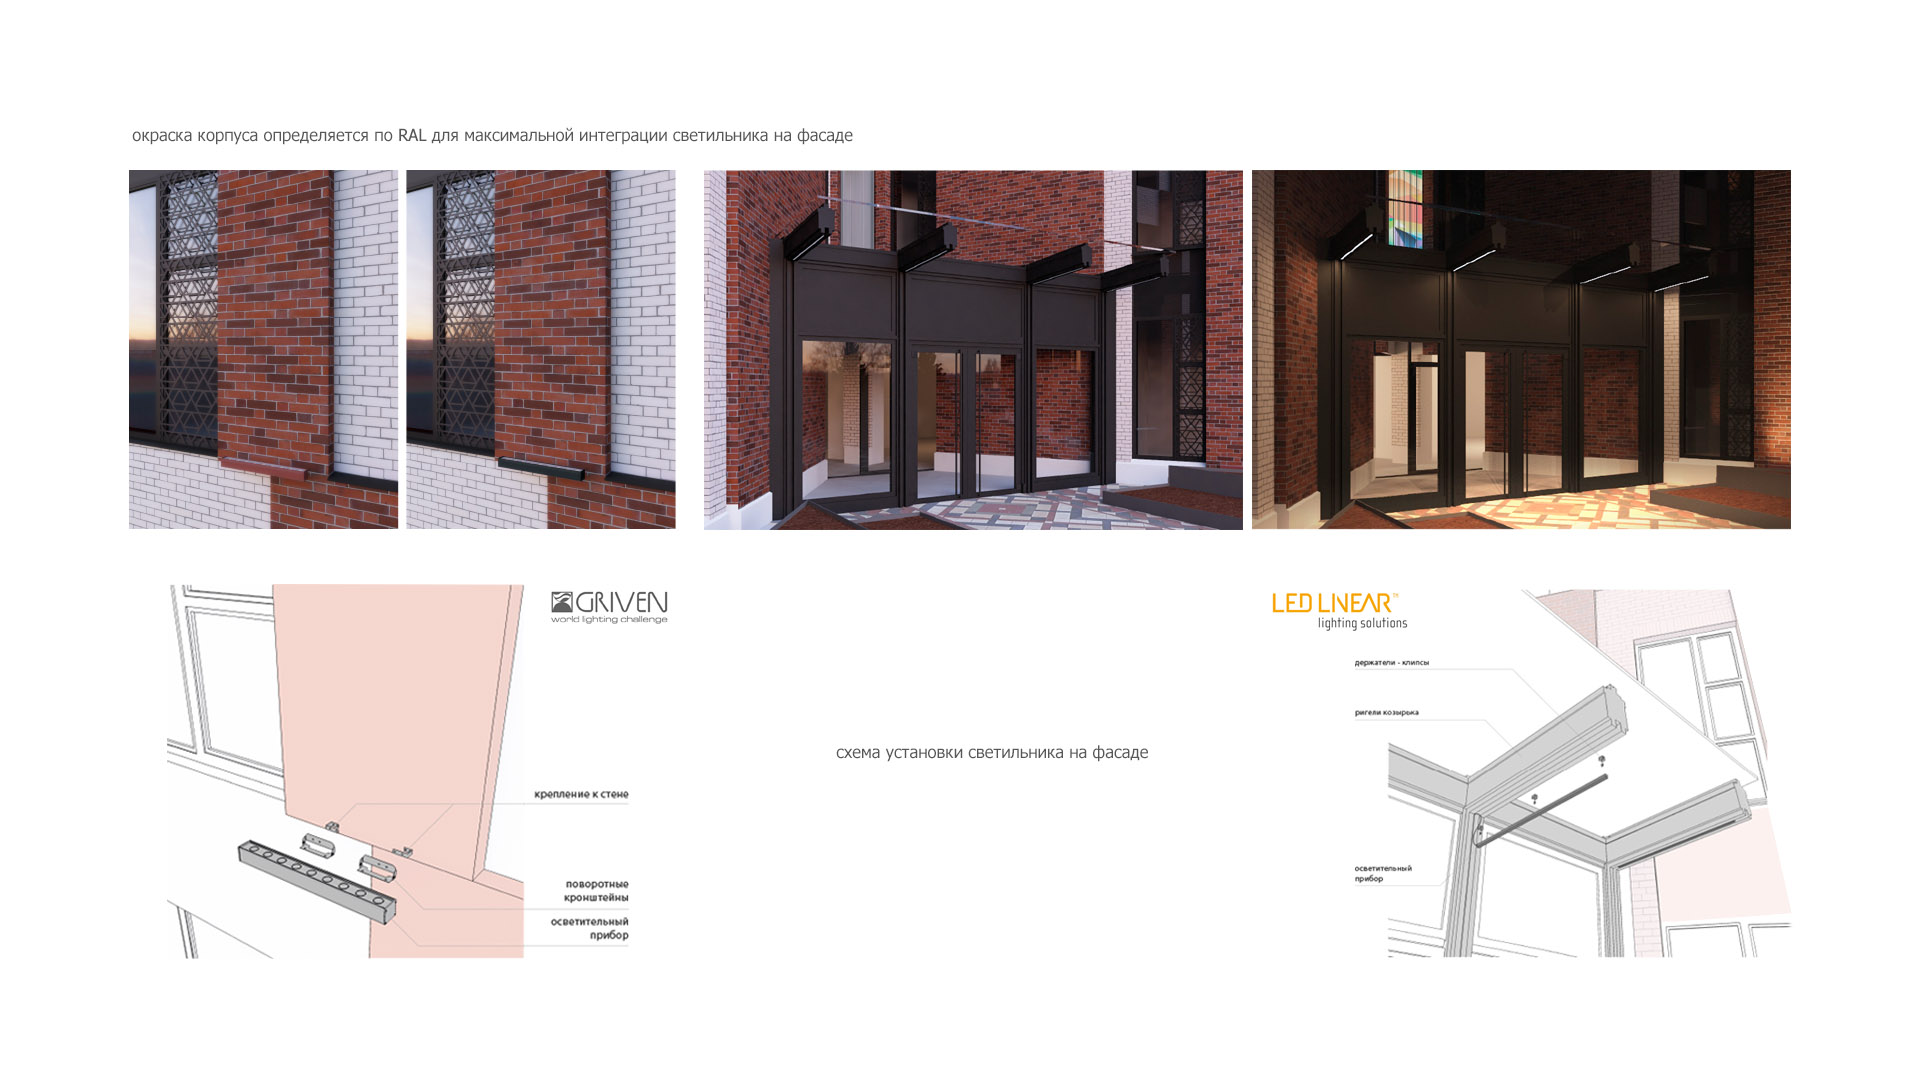 окраска корпуса определяется по RAL для максимальной интеграции светильника на фасаде
GRIVEN
world lighting challenge
LED LINEAR™
lighting solutions
держатели - клипсы
ригели козырька
схема установки светильника на фасаде
крепление к стене
поворотные
кронштейны
осветительный
прибор
осветительный
прибор